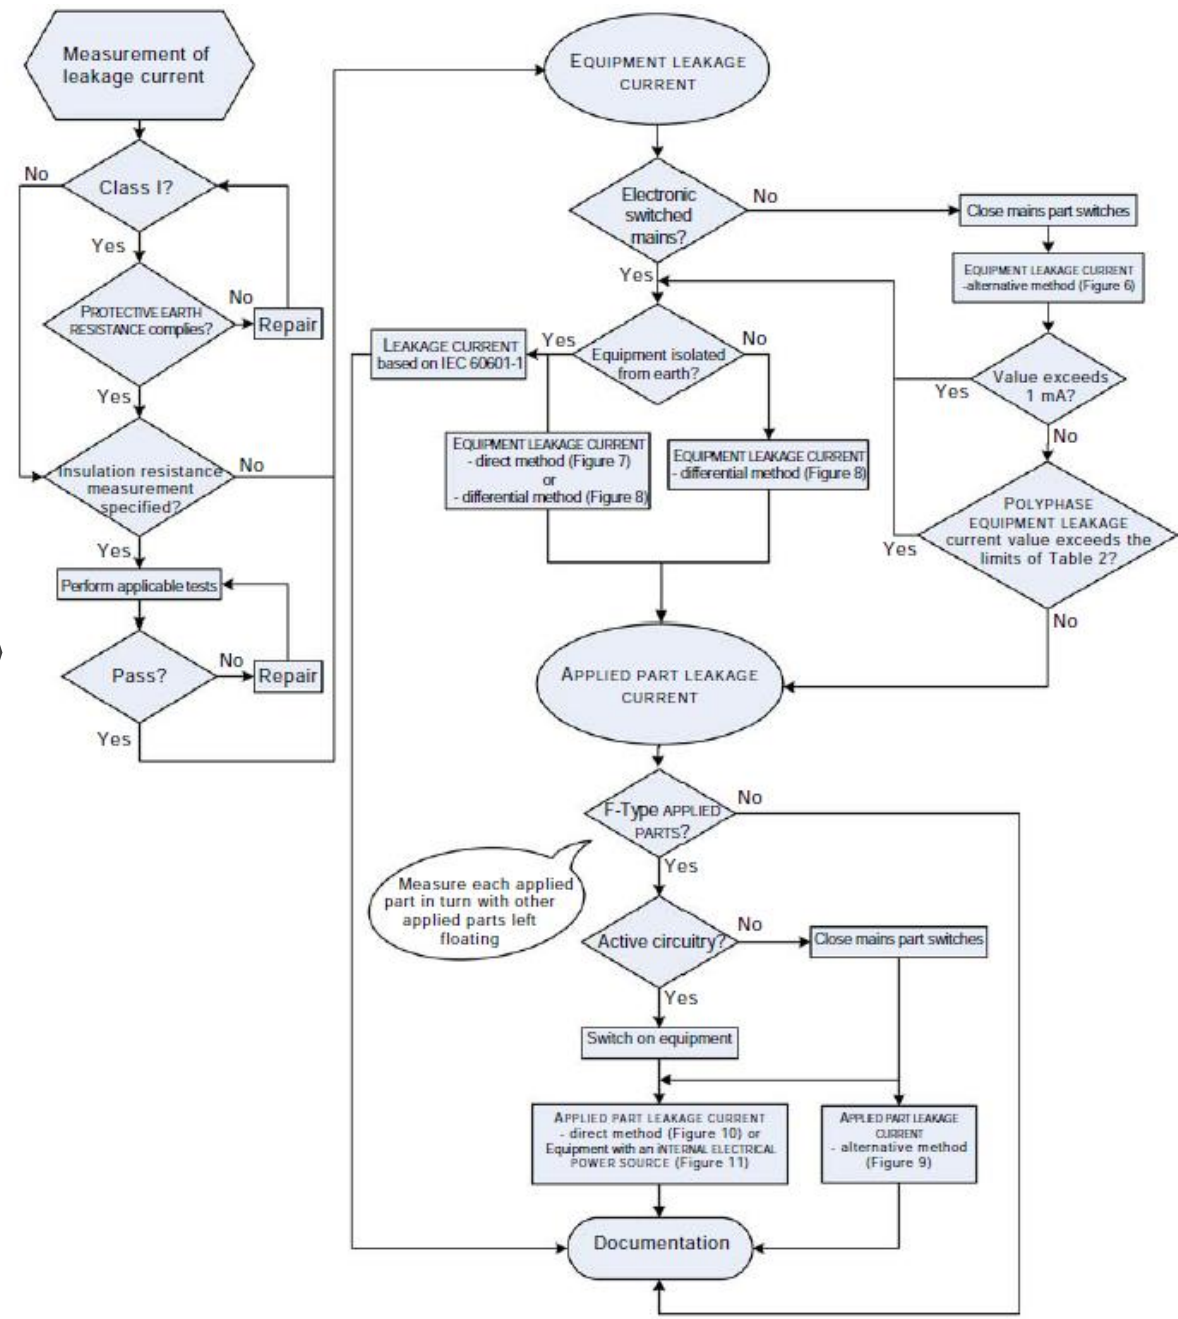 Measurement of
leakage current
Class I?
No
Yes
PROTECTIVE EARTH
RESISTANCE complies?
No
Repair
Yes
Insulation resistance
measurement
specified?
No
Yes
Perform applicable tests
Pass?
No
Repair
Yes
EQUIPMENT LEAKAGE
CURRENT
Electronic
switched
mains?
No
Close mains part switches
Yes
EQUIPMENT LEAKAGE CURRENT
-alternative method (Figure 6)
Value exceeds
1 mA?
Yes
No
POLYPHASE
EQUIPMENT LEAKAGE
current value exceeds the
limits of Table 2?
Yes
No
Equipment isolated
from earth?
Yes
No
LEAKAGE CURRENT
based on IEC 60601-1
EQUIPMENT LEAKAGE CURRENT
- direct method (Figure 7)
or
- differential method (Figure 8)
EQUIPMENT LEAKAGE CURRENT
- differential method (Figure 8)
APPLIED PART LEAKAGE
CURRENT
F-Type APPLIED
PARTS?
No
Yes
Measure each applied
part in turn with other
applied parts left
floating
Active circuitry?
No
Close mains part switches
Yes
Switch on equipment
APPLIED PART LEAKAGE CURRENT
- direct method (Figure 10) or
Equipment with an INTERNAL ELECTRICAL
POWER SOURCE (Figure 11)
APPLIED PART LEAKAGE
CURRENT
- alternative method
(Figure 9)
Documentation
)